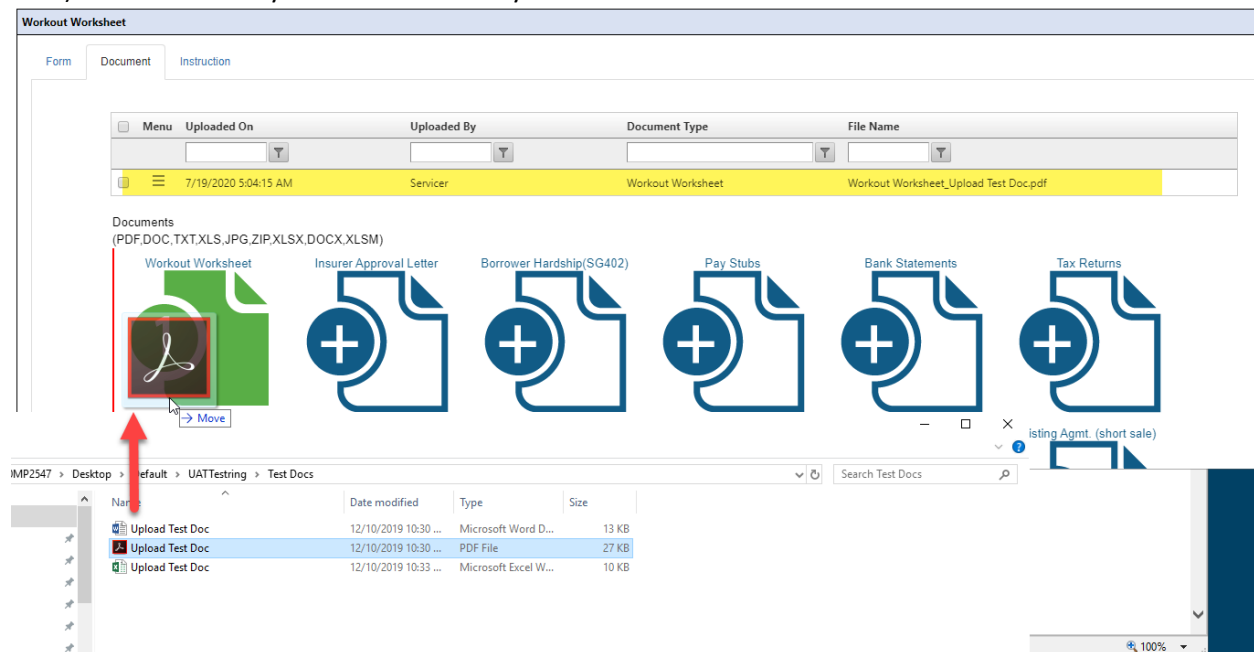 Workout Worksheet
Form Document Instruction
Menu Uploaded On Uploaded By Document Type File Name
7/19/2020 5:04:15 AM Servicer Workout Worksheet Workout Worksheet_Upload Test Doc.pdf
Documents
(PDF,DOC,TXT,XLS,JPG,ZIP,XLSX,DOCX,XLSM)
Workout Worksheet Insurer Approval Letter Borrower Hardship(SG402) Pay Stubs Bank Statements Tax Returns
→ Move
isting Agmt. (short sale)
MP2547 > Desktop > Default > UATTestring > Test Docs Search Test Docs
Name Date modified Type Size
Upload Test Doc 12/10/2019 10:30 ... Microsoft Word D... 13 KB
Upload Test Doc 12/10/2019 10:30 ... PDF File 27 KB
Upload Test Doc 12/10/2019 10:33 ... Microsoft Excel W... 10 KB
100%